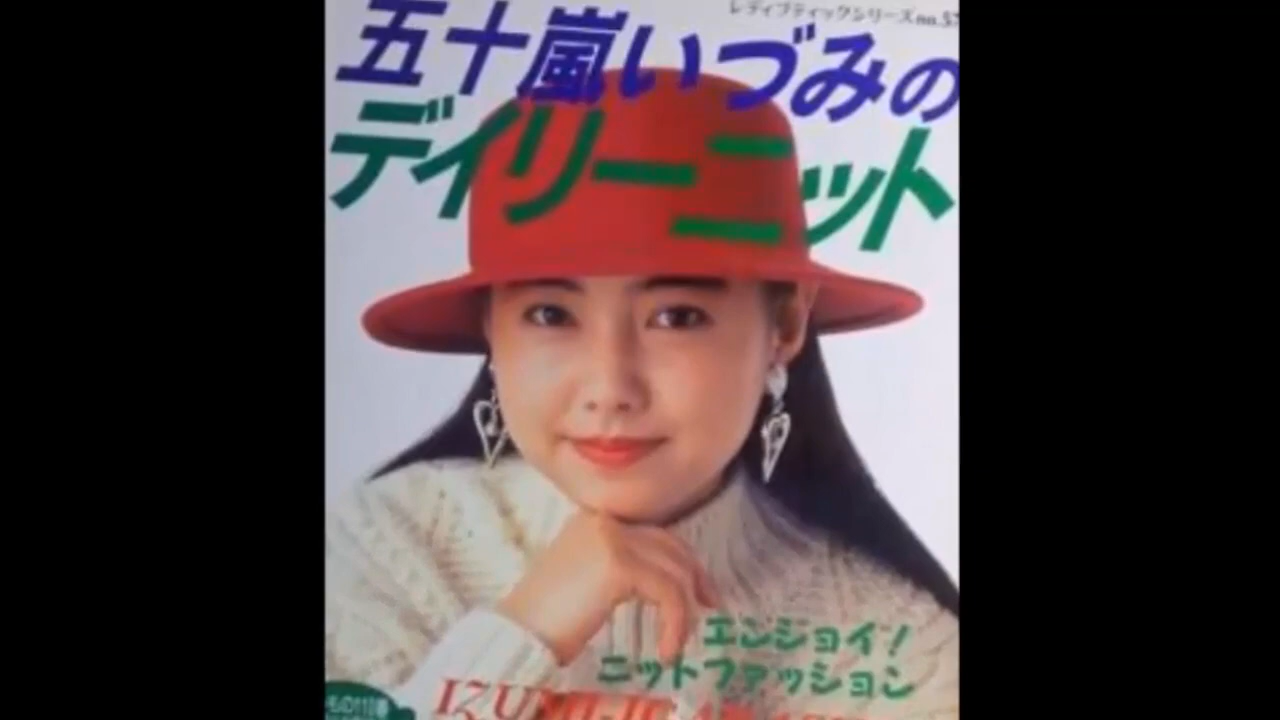 レディブティックシリーズno.57
五十嵐いづみの
デイリーニット
エンジョイ!
ニットファッション
IZUMI